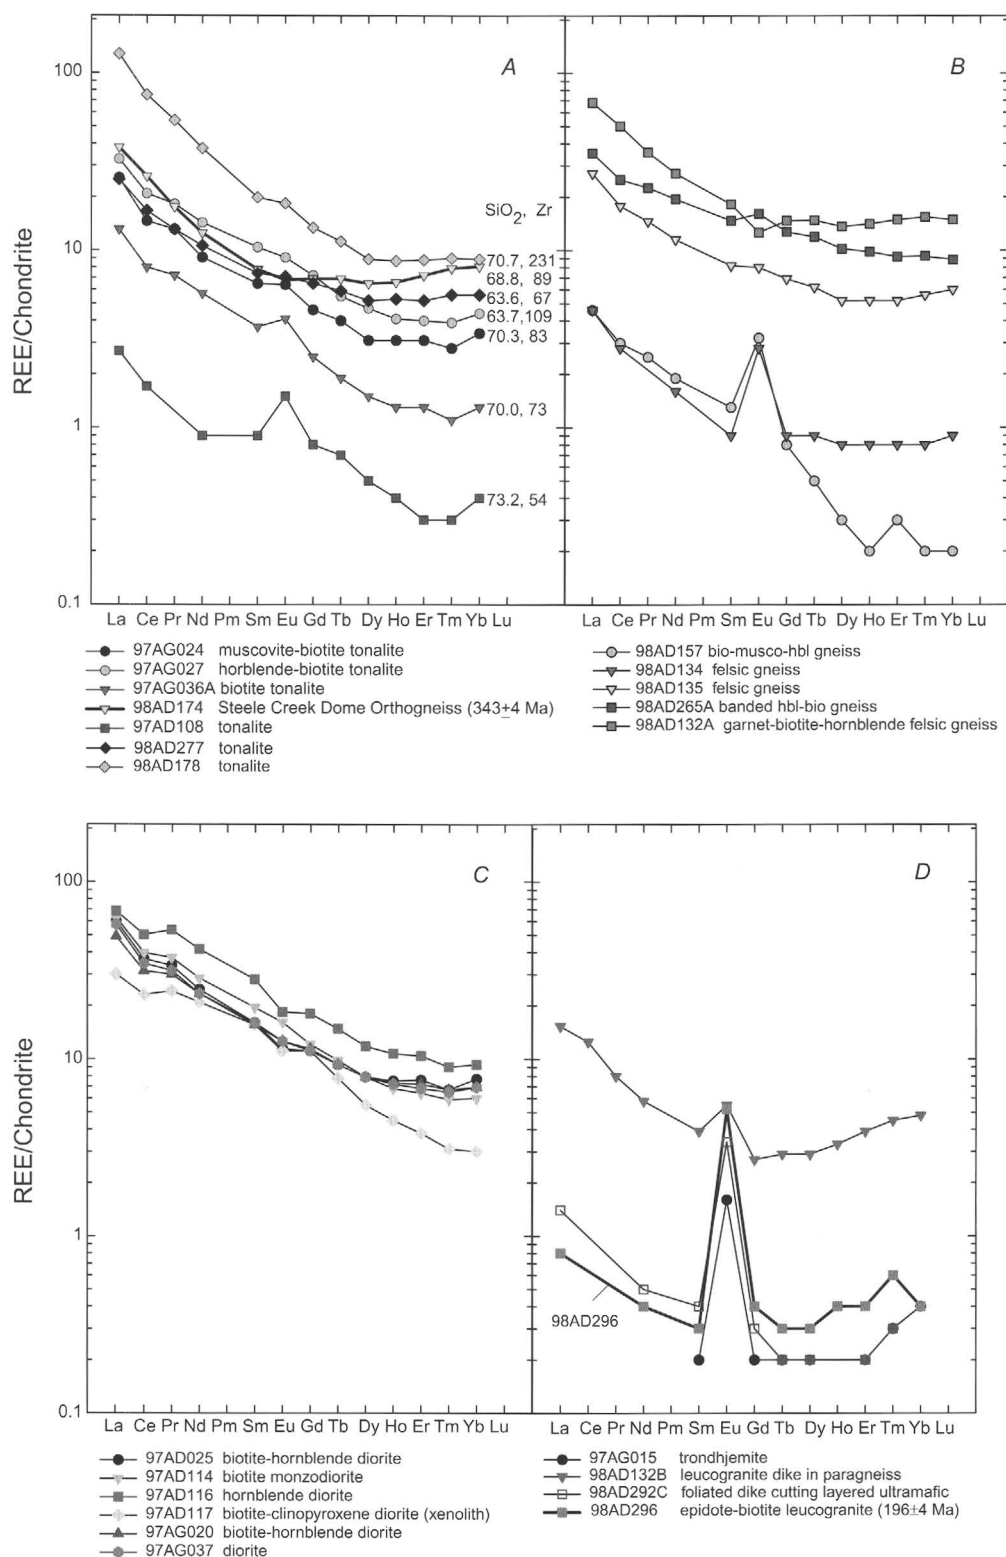 A
B
REE/Chondrite
100
10
1
0.1
SiO2, Zr
70.7, 231
68.8, 89
63.6, 67
63.7, 109
70.3, 83
70.0, 73
73.2, 54
La Ce Pr Nd Pm Sm Eu Gd Tb Dy Ho Er Tm Yb Lu
La Ce Pr Nd Pm Sm Eu Gd Tb Dy Ho Er Tm Yb Lu
97AG024 muscovite-biotite tonalite
97AG027 horblende-biotite tonalite
97AG036A biotite tonalite
98AD174 Steele Creek Dome Orthogneiss (343±4 Ma)
97AD108 tonalite
98AD277 tonalite
98AD178 tonalite
98AD157 bio-musco-hbl gneiss
98AD134 felsic gneiss
98AD135 felsic gneiss
98AD265A banded hbl-bio gneiss
98AD132A garnet-biotite-hornblende felsic gneiss
C
D
REE/Chondrite
100
10
1
0.1
98AD296
La Ce Pr Nd Pm Sm Eu Gd Tb Dy Ho Er Tm Yb Lu
La Ce Pr Nd Pm Sm Eu Gd Tb Dy Ho Er Tm Yb Lu
97AD025 biotite-hornblende diorite
97AD114 biotite monzodiorite
97AD116 hornblende diorite
97AD117 biotite-clinopyroxene diorite (xenolith)
97AG020 biotite-hornblende diorite
97AG037 diorite
97AG015 trondhjemite
98AD132B leucogranite dike in paragneiss
98AD292C foliated dike cutting layered ultramafic
98AD296 epidote-biotite leucogranite (196±4 Ma)